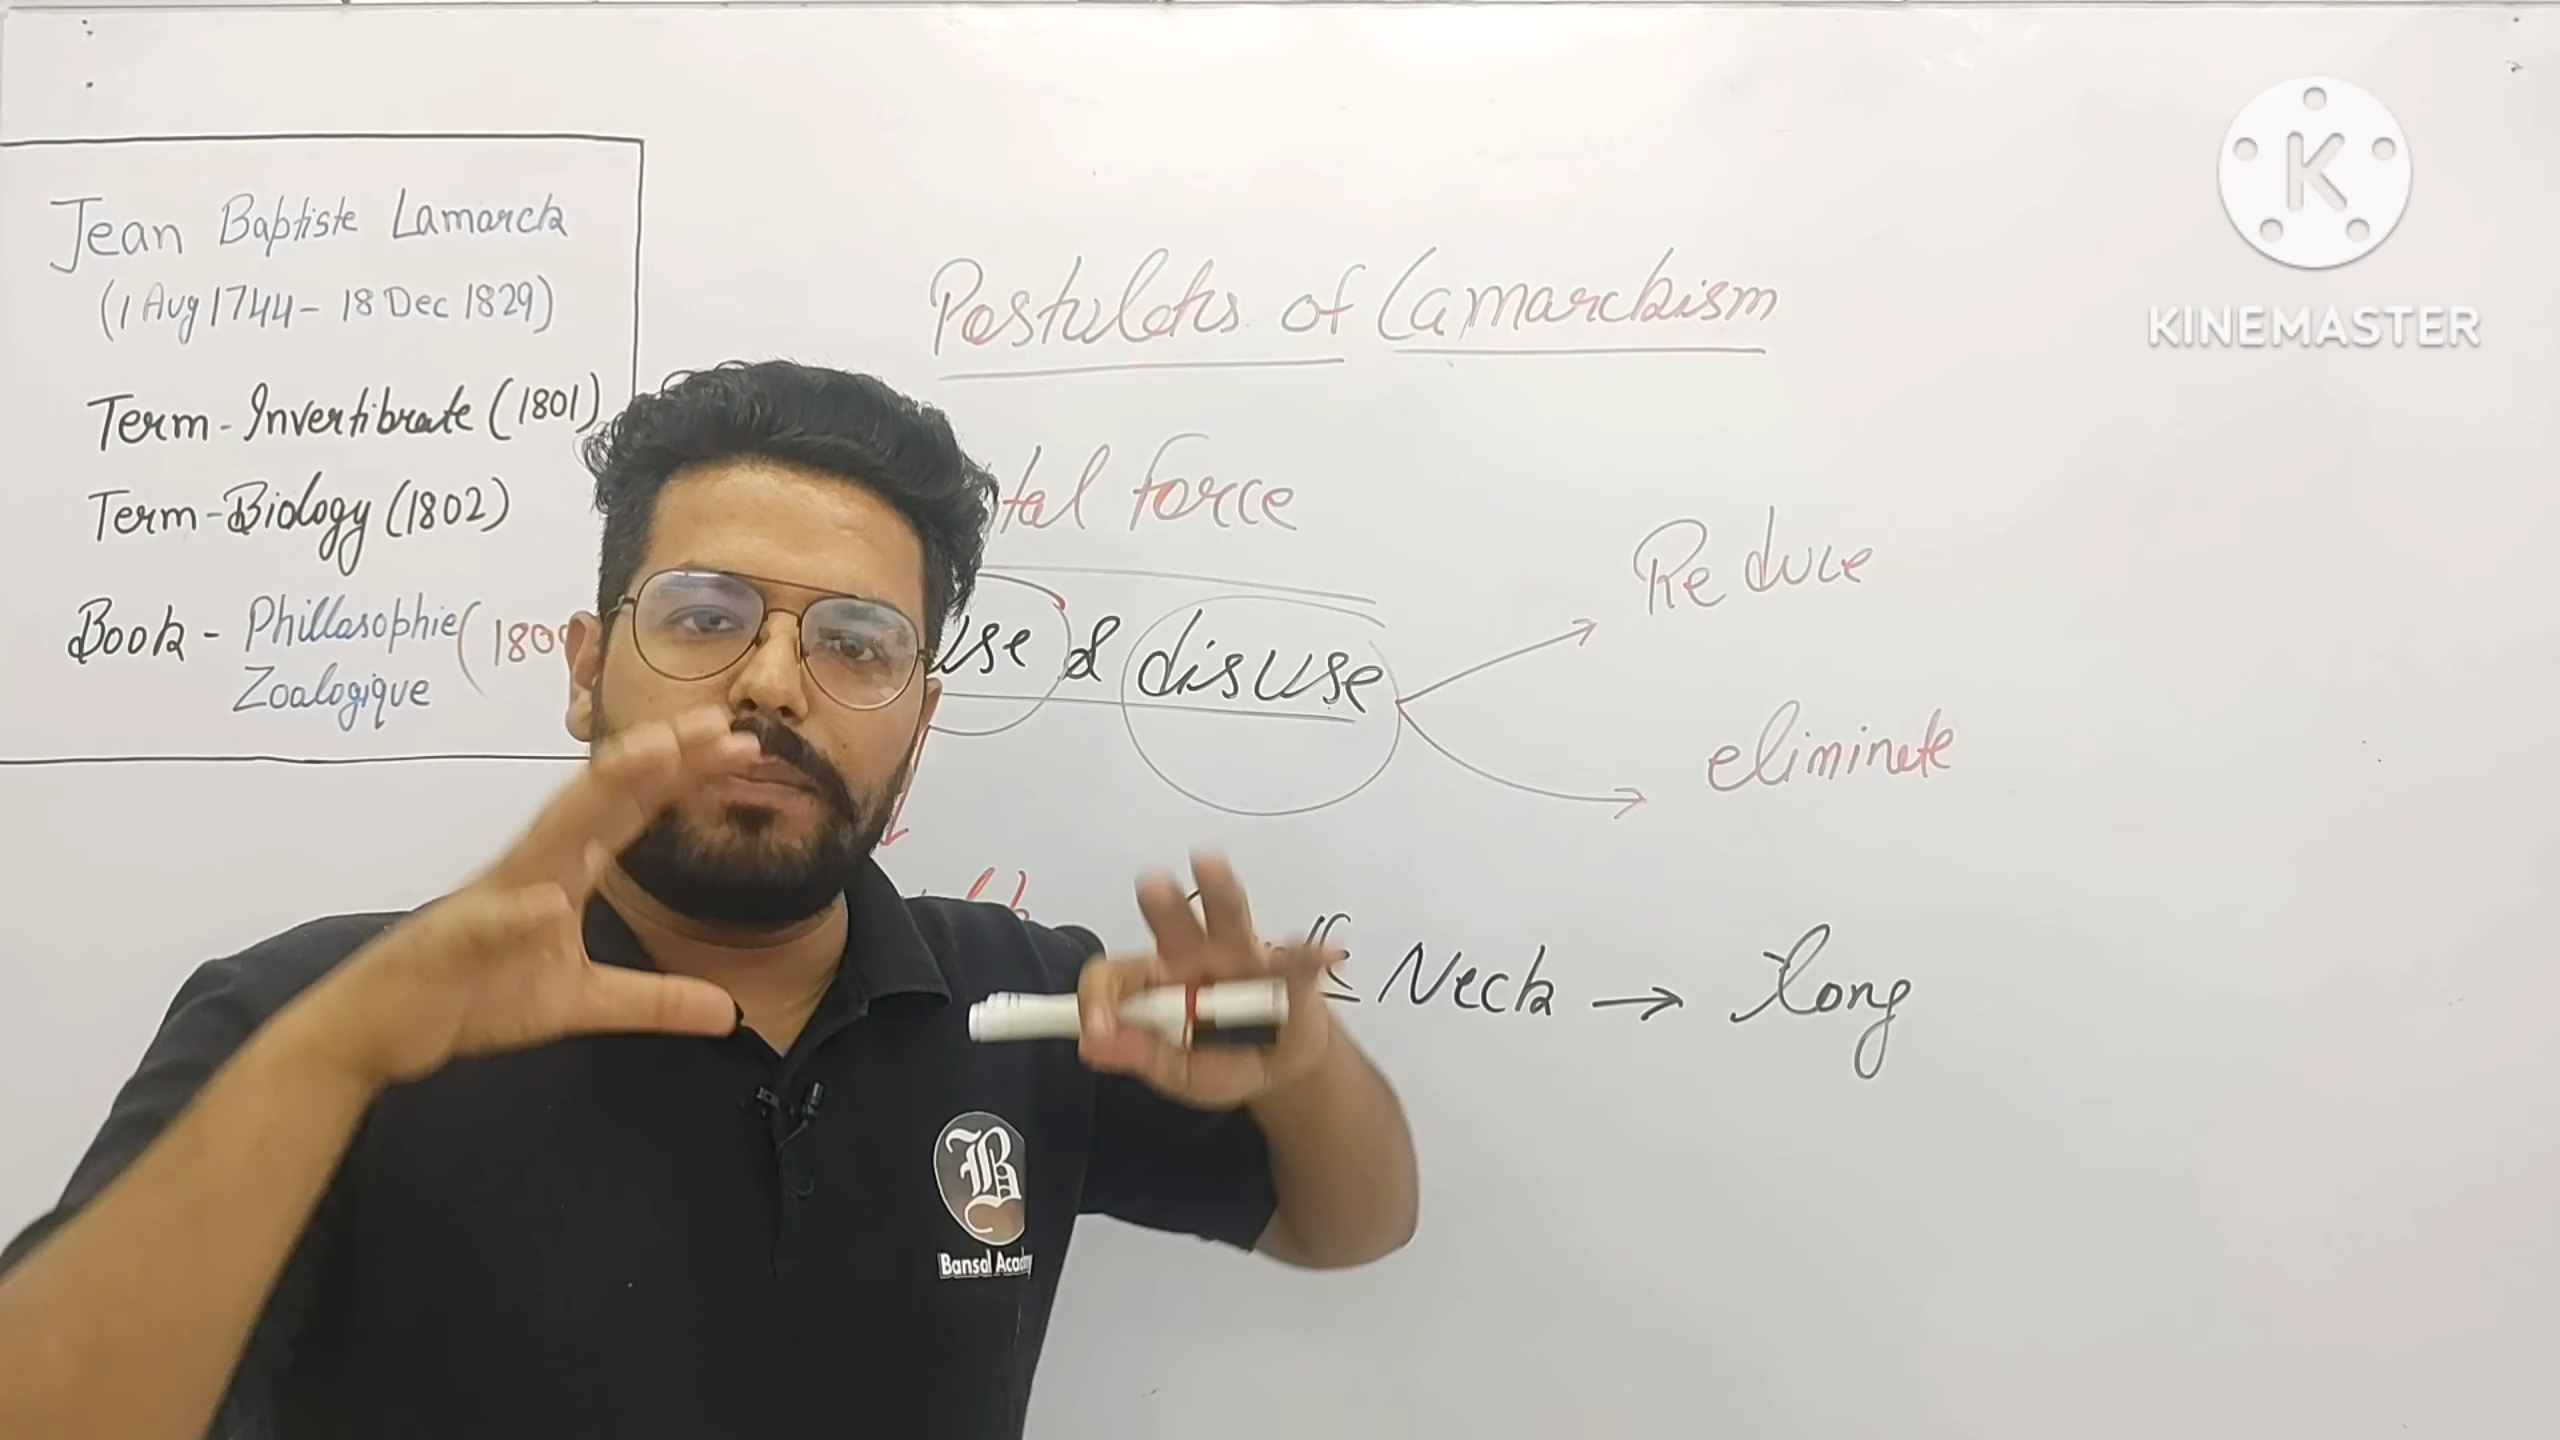 Jean Baptiste Lamarck
(1 Aug 1744 - 18 Dec 1829)
Term - Invertibrate (1801)
Term - Biology (1802)
Book - Phillosophie (180
Zoologique
Postulates of Lamarckism
tal force
use & disuse
Reduce
eliminate
Neck → long
K
KINEMASTER
B
Bansal Academy